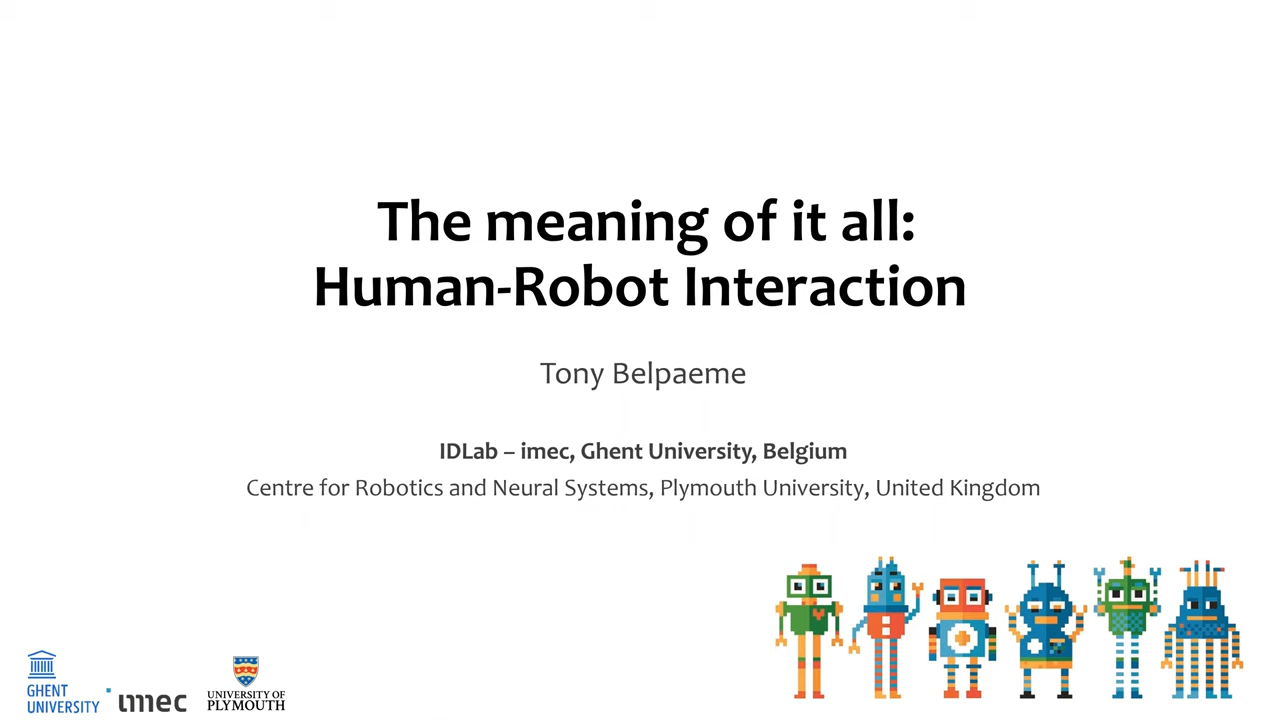 The meaning of it all:
Human-Robot Interaction
Tony Belpaeme
IDLab – imec, Ghent University, Belgium
Centre for Robotics and Neural Systems, Plymouth University, United Kingdom
GHENT
UNIVERSITY
imec
UNIVERSITY OF
PLYMOUTH